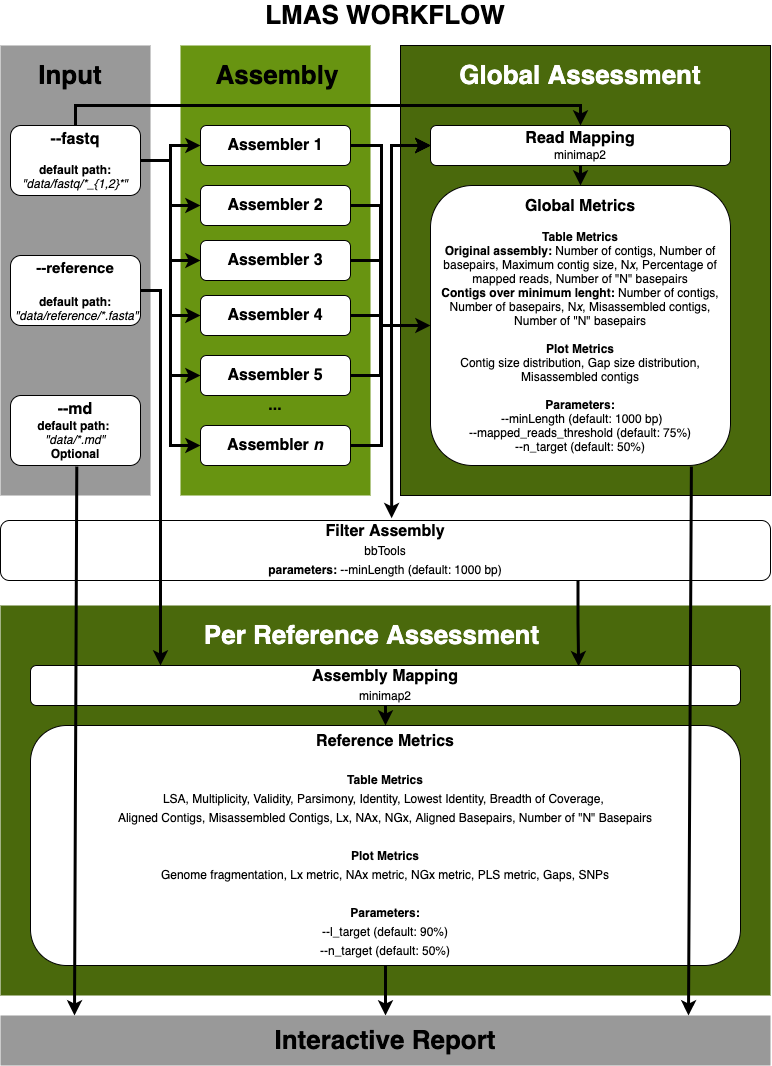 LMAS WORKFLOW
Input
--fastq
default path:
"data/fastq/*_{1,2}*"
--reference
default path:
"data/reference/*.fasta"
--md
default path:
"data/*.md"
Optional
Assembly
Assembler 1
Assembler 2
Assembler 3
Assembler 4
Assembler 5
...
Assembler n
Global Assessment
Read Mapping
minimap2
Global Metrics
Table Metrics
Original assembly: Number of contigs, Number of
basepairs, Maximum contig size, Nx, Percentage of
mapped reads, Number of "N" basepairs
Contigs over minimum lenght: Number of contigs,
Number of basepairs, Nx, Misassembled contigs,
Number of "N" basepairs
Plot Metrics
Contig size distribution, Gap size distribution,
Misassembled contigs
Parameters:
--minLength (default: 1000 bp)
--mapped_reads_threshold (default: 75%)
--n_target (default: 50%)
Filter Assembly
bbTools
parameters: --minLength (default: 1000 bp)
Per Reference Assessment
Assembly Mapping
minimap2
Reference Metrics
Table Metrics
LSA, Multiplicity, Validity, Parsimony, Identity, Lowest Identity, Breadth of Coverage,
Aligned Contigs, Misassembled Contigs, Lx, NAx, NGx, Aligned Basepairs, Number of "N" Basepairs
Plot Metrics
Genome fragmentation, Lx metric, NAx metric, NGx metric, PLS metric, Gaps, SNPs
Parameters:
--l_target (default: 90%)
--n_target (default: 50%)
Interactive Report